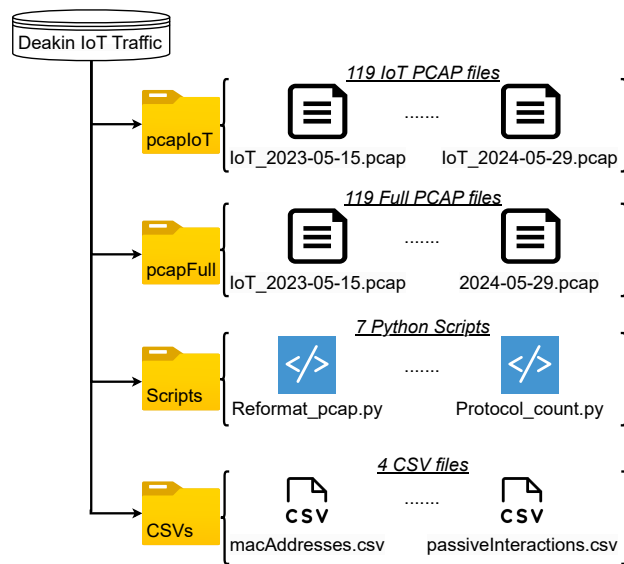 Deakin IoT Traffic
119 IoT PCAP files
.......
pcapIoT
IoT_2023-05-15.pcap
IoT_2024-05-29.pcap
119 Full PCAP files
.......
pcapFull
IoT_2023-05-15.pcap
2024-05-29.pcap
7 Python Scripts
</>
.......
</>
Scripts
Reformat_pcap.py
Protocol_count.py
4 CSV files
CSV
.......
CSV
CSVs
macAddresses.csv
passiveInteractions.csv